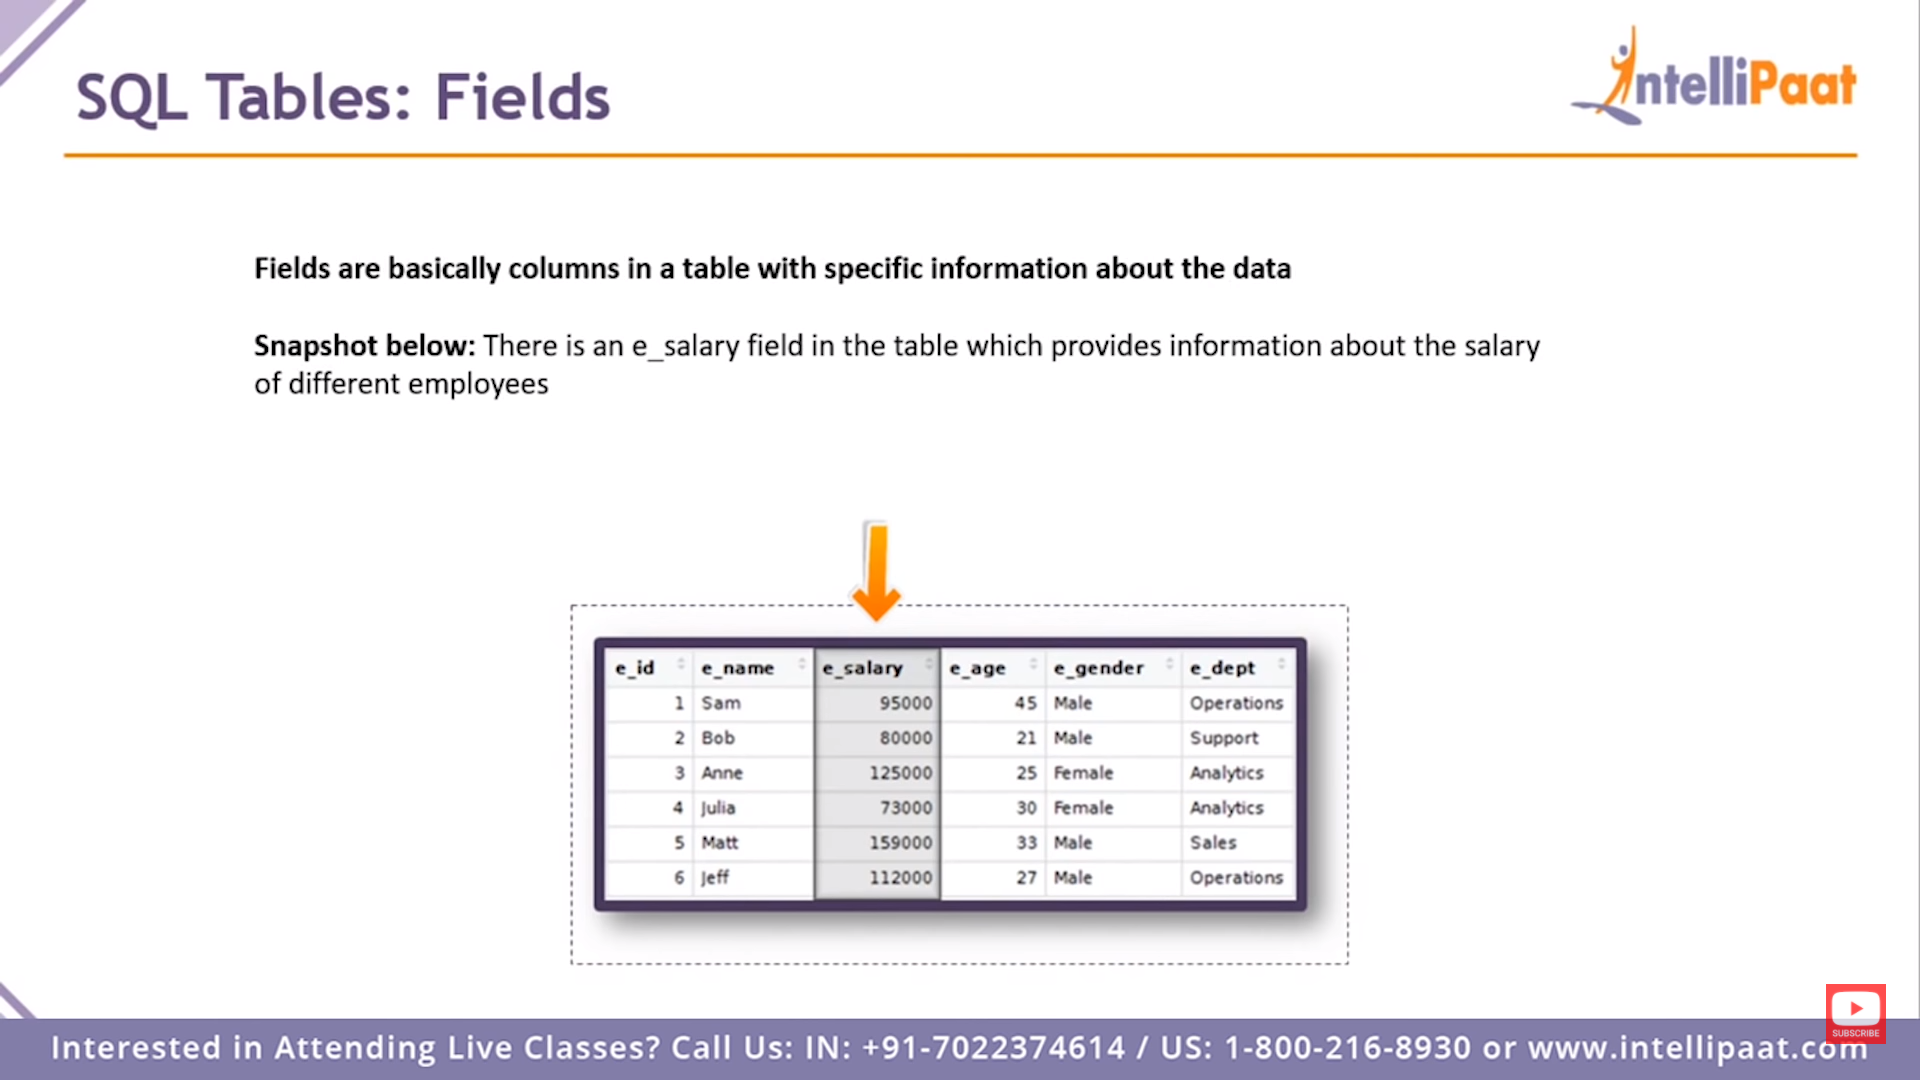 SQL Tables: Fields
IntelliPaat
Fields are basically columns in a table with specific information about the data
Snapshot below: There is an e_salary field in the table which provides information about the salary
of different employees
e_id e_name e_salary e_age e_gender e_dept
1 Sam 95000 45 Male Operations
2 Bob 80000 21 Male Support
3 Anne 125000 25 Female Analytics
4 Julia 73000 30 Female Analytics
5 Matt 159000 33 Male Sales
6 Jeff 112000 27 Male Operations
SUBSCRIBE
Interested in Attending Live Classes? Call Us: IN: +91-7022374614 / US: 1-800-216-8930 or www.intellipaat.com